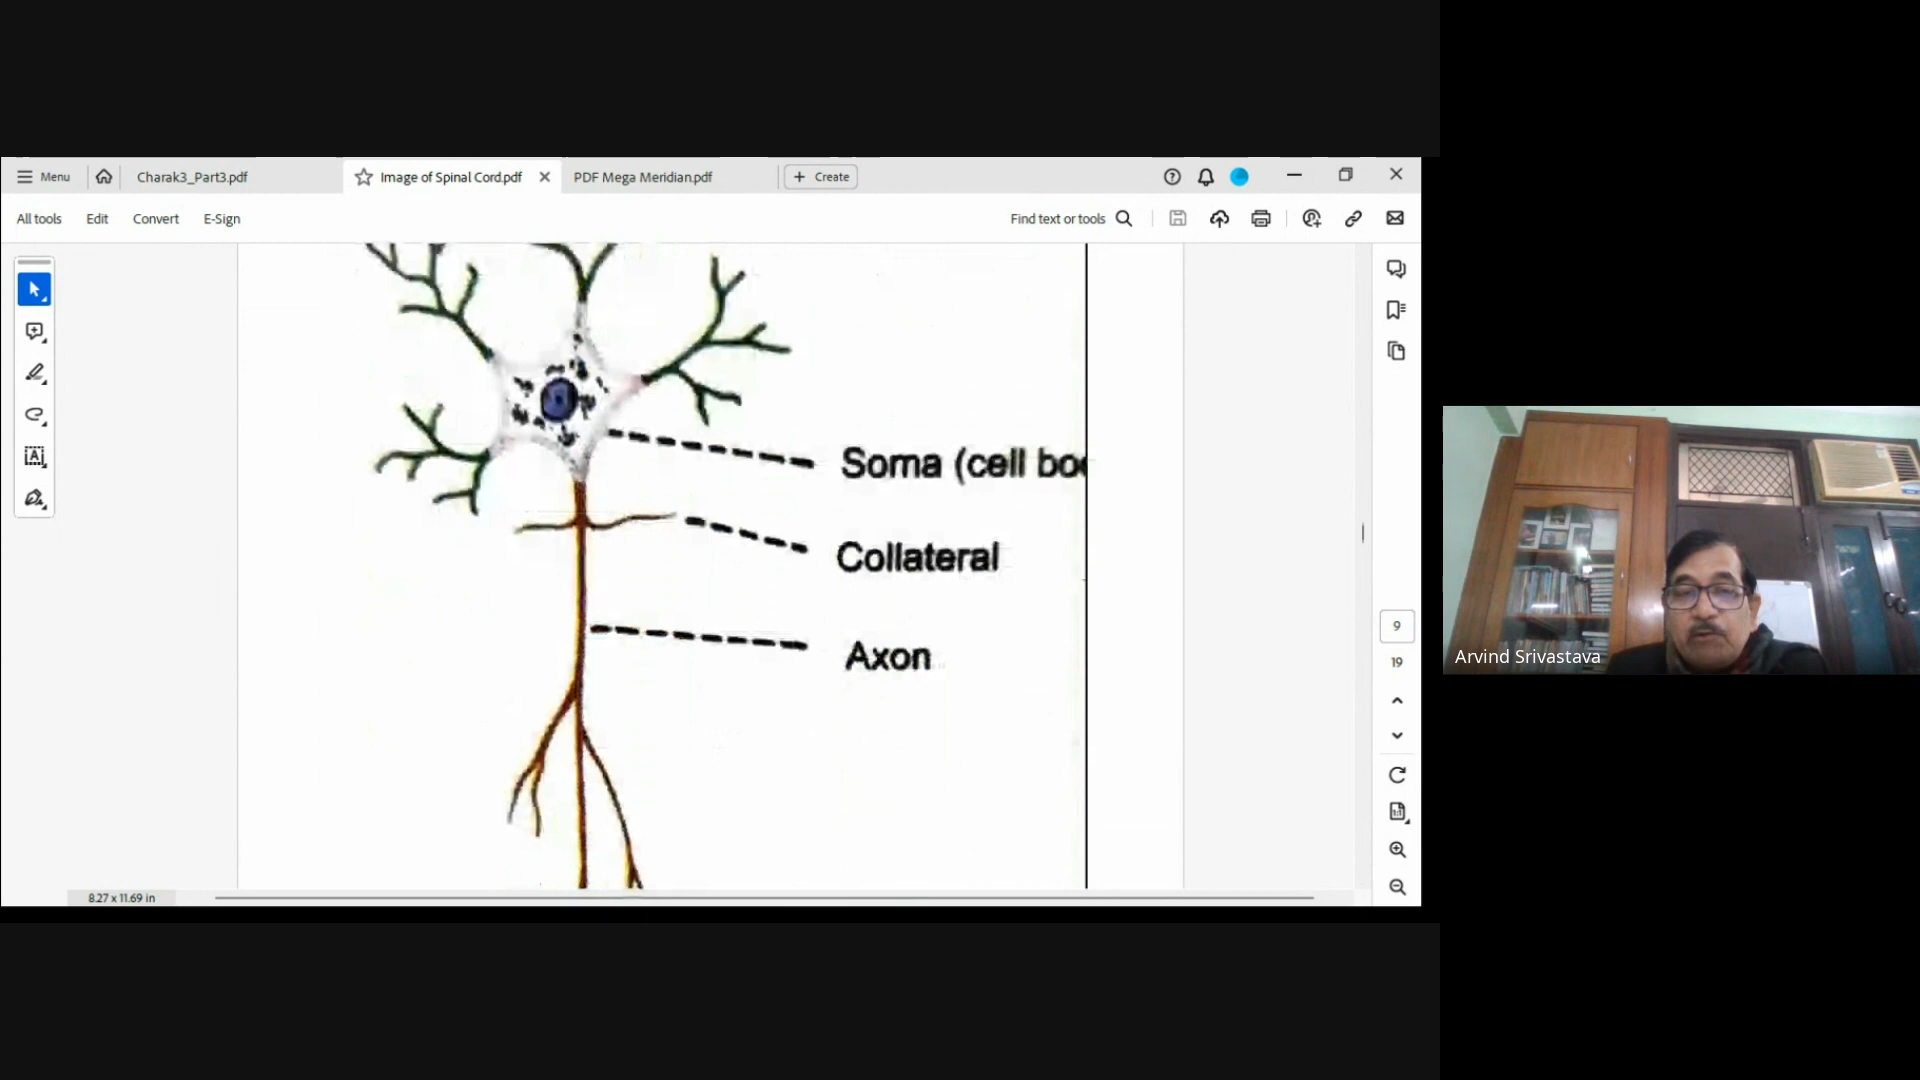 Menu
Charak3_Part3.pdf
Image of Spinal Cord.pdf
PDF Mega Meridian.pdf
Create
All tools
Edit
Convert
E-Sign
Find text or tools
Soma (cell bo
Collateral
Axon
9
19
8.27 x 11.69 in
Arvind Srivastava